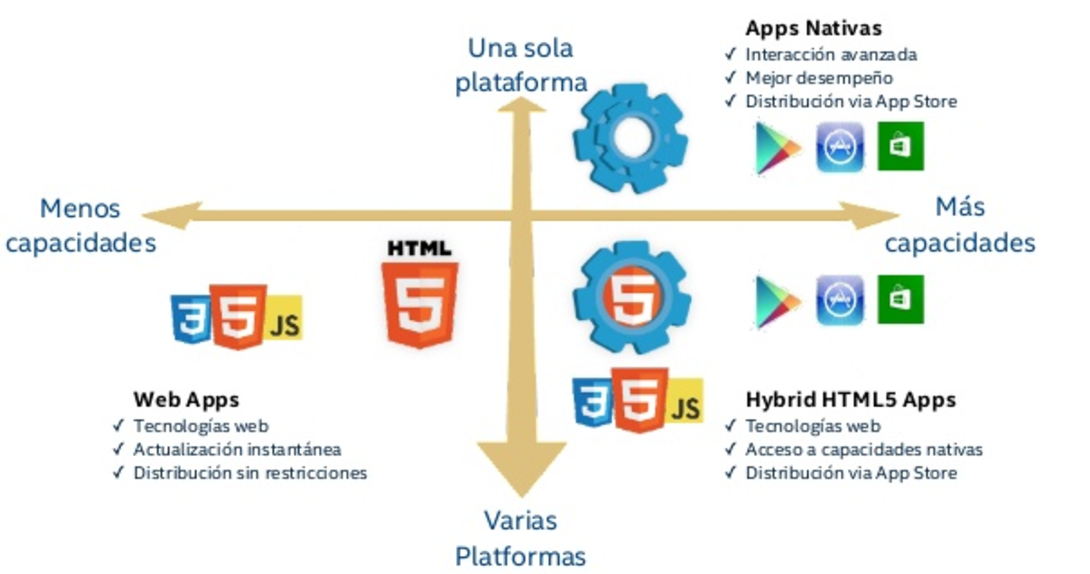 Una sola
plataforma
Apps Nativas
✓ Interacción avanzada
✓ Mejor desempeño
✓ Distribución via App Store
Menos
capacidades
Más
capacidades
HTML
5
3 5 JS
5
3 5 JS
Web Apps
✓ Tecnologías web
✓ Actualización instantánea
✓ Distribución sin restricciones
Hybrid HTML5 Apps
✓ Tecnologías web
✓ Acceso a capacidades nativas
✓ Distribución via App Store
Varias
Platformas